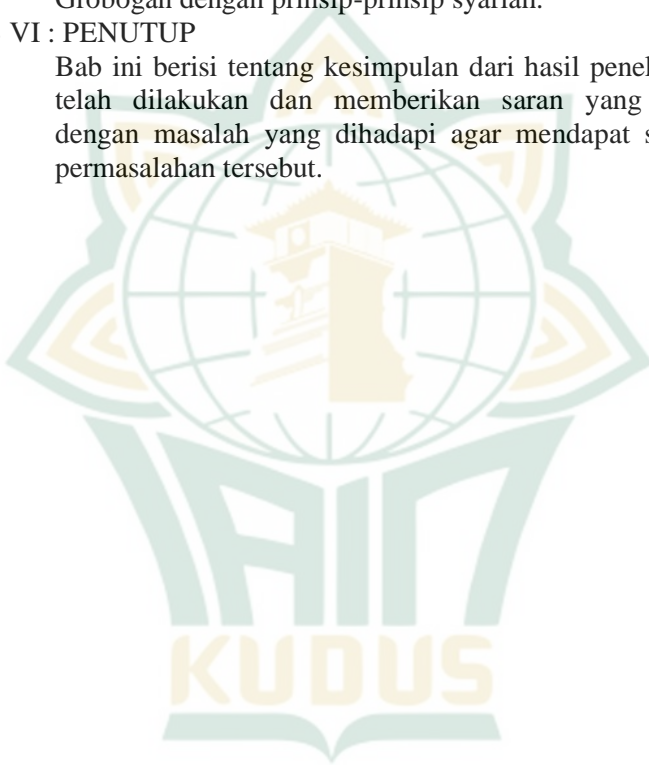 Grobogan dengan prinsip-prinsip syariah.
VI : PENUTUP
Bab ini berisi tentang kesimpulan dari hasil
telah dilakukan dan memberikan saran yang
dengan masalah yang dihadapi agar mendapat
permasalahan tersebut.
IAIN
KUDUS